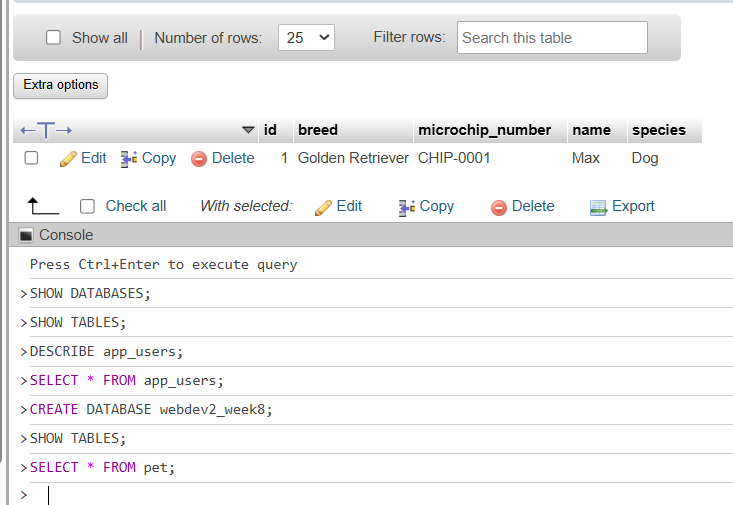 Show all Number of rows: 25 Filter rows: Search this table
Extra options
id breed microchip_number name species
Edit Copy Delete 1 Golden Retriever CHIP-0001 Max Dog
Check all With selected: Edit Copy Delete Export
Console
Press Ctrl+Enter to execute query
>SHOW DATABASES;
>SHOW TABLES;
>DESCRIBE app_users;
>SELECT * FROM app_users;
>CREATE DATABASE webdev2_week8;
>SHOW TABLES;
>SELECT * FROM pet;
>